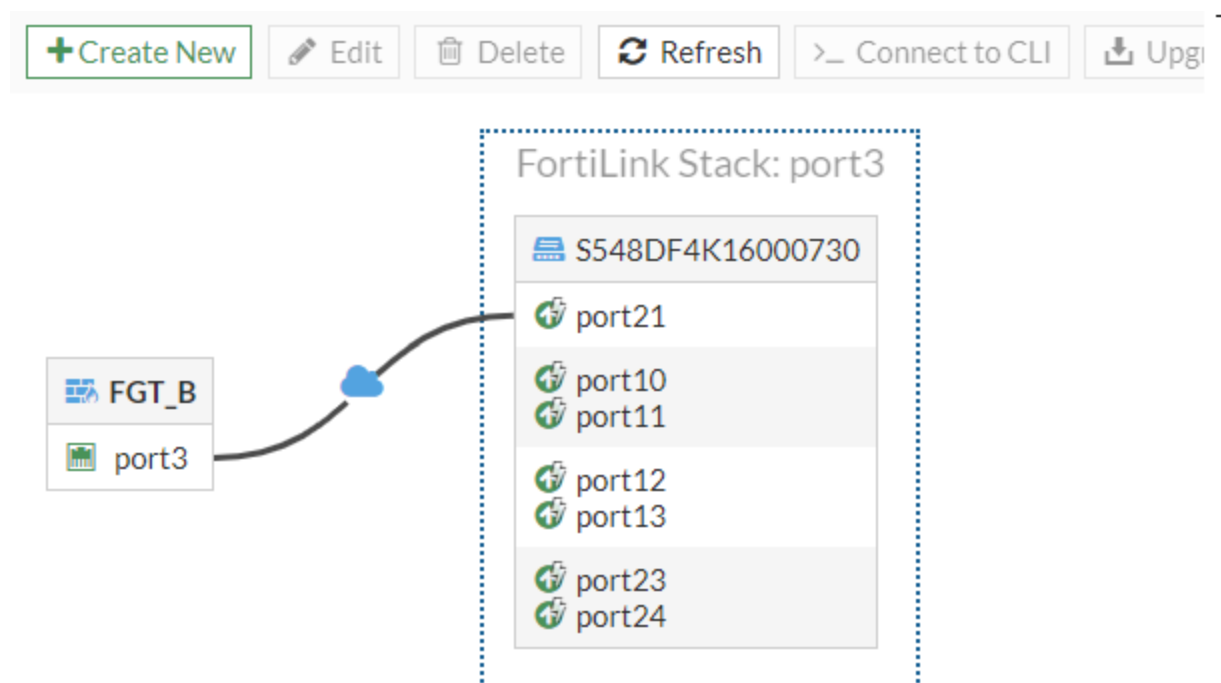 Create New Edit Delete Refresh >_ Connect to CLI
FortiLink Stack: port3
S548DF4K16000730
port21
port10
port11
FGT_B
port3
port12
port13
port23
port24